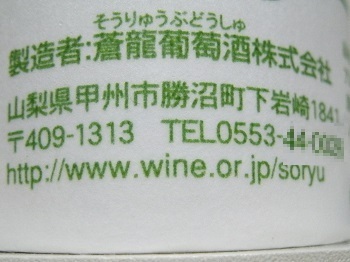 そうりゅうぶどうしゅ
製造者:蒼龍葡萄酒株式会社
山梨県甲州市勝沼町下岩崎1841
〒409-1313 TEL0553-
http://www.wine.or.jp/soryu